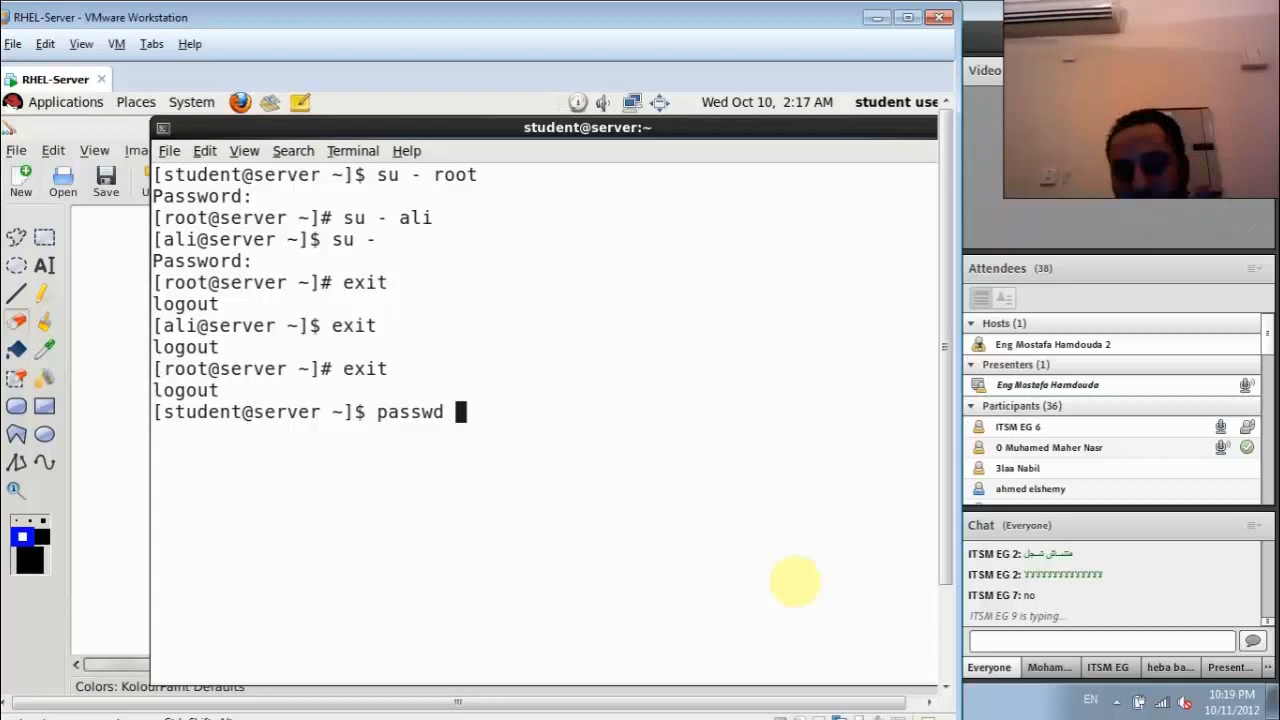 RHEL-Server - VMware Workstation
File Edit View VM Tabs Help
RHEL-Server
Applications Places System
Wed Oct 10, 2:17 AM student use
File Edit View Ima
New Open Save
student@server:~
File Edit View Search Terminal Help
[student@server ~]$ su - root
Password:
[root@server ~]# su - ali
[ali@server ~]$ su -
Password:
[root@server ~]# exit
logout
[ali@server ~]$ exit
logout
[root@server ~]# exit
logout
[student@server ~]$ passwd
Colors: KolourPaint Defaults
Video
Attendees (38)
Hosts (1)
Eng Mostafa Hamdouda 2
Presenters (1)
Eng Mostafa Hamdouda
Participants (36)
ITSM EG 6
0 Muhamed Maher Nasr
3laa Nabil
ahmed elshemy
Chat (Everyone)
ITSM EG 2: متنساش تسجل
ITSM EG 2:
ITSM EG 7: no
ITSM EG 9 is typing...
Everyone Moham... ITSM EG heba ba... Present...
EN
10:19 PM
10/11/2012